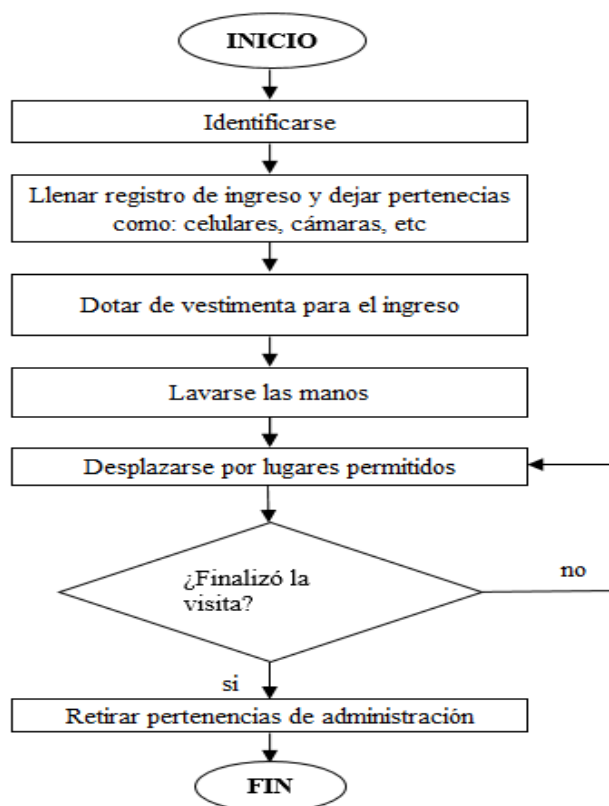 INICIO
Identificarse
Llenar registro de ingreso y dejar pertenecias
como: celulares, cámaras, etc
Dotar de vestimenta para el ingreso
Lavarse las manos
Desplazarse por lugares permitidos
¿Finalizó la
visita?
no
si
Retirar pertenencias de administración
FIN